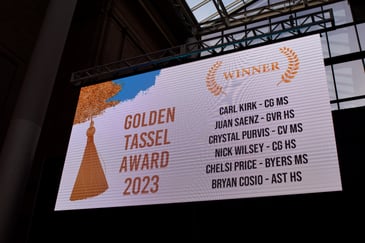 GOLDEN
TASSEL
AWARD
2023
WINNER
CARL KIRK - CG MS
JUAN SAENZ - GVR HS
CRYSTAL PURVIS - CV MS
NICK WILSEY - CG HS
CHELSI PRICE - BYERS MS
BRYAN COSIO - AST HS